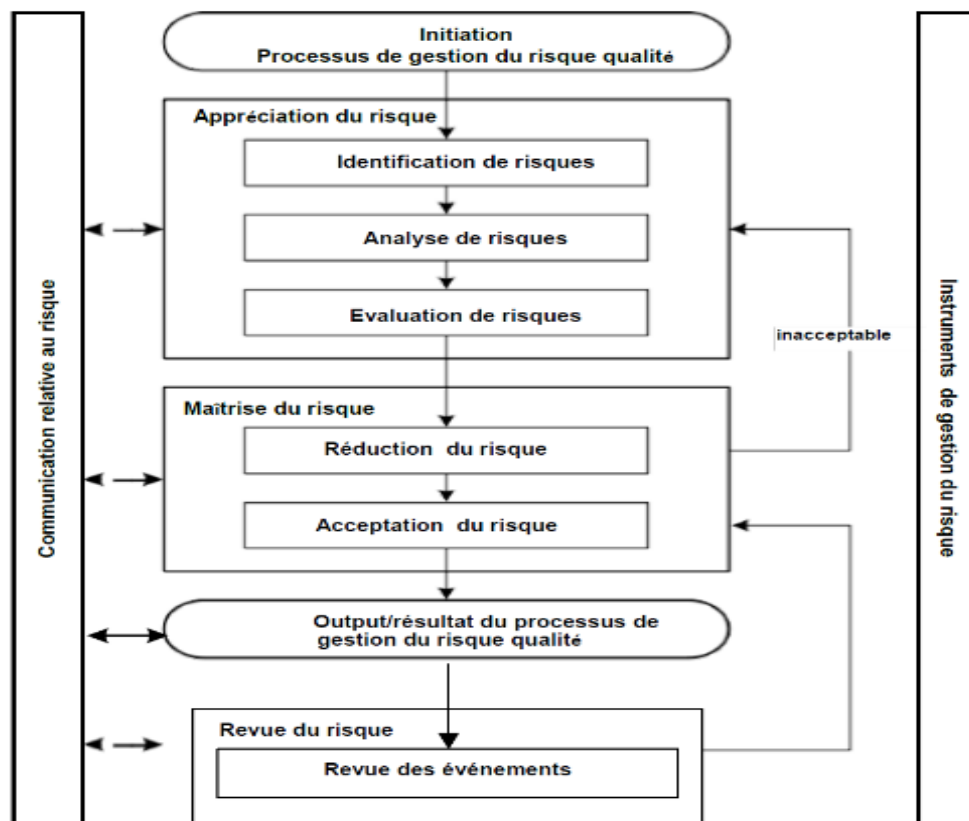 Initiation
Processus de gestion du risque qualité
Appréciation du risque
Identification de risques
Analyse de risques
Evaluation de risques
inacceptable
Maîtrise du risque
Réduction du risque
Acceptation du risque
Output/résultat du processus de
gestion du risque qualité
Revue du risque
Revue des événements
Communication relative au risque
Instruments de gestion du risque